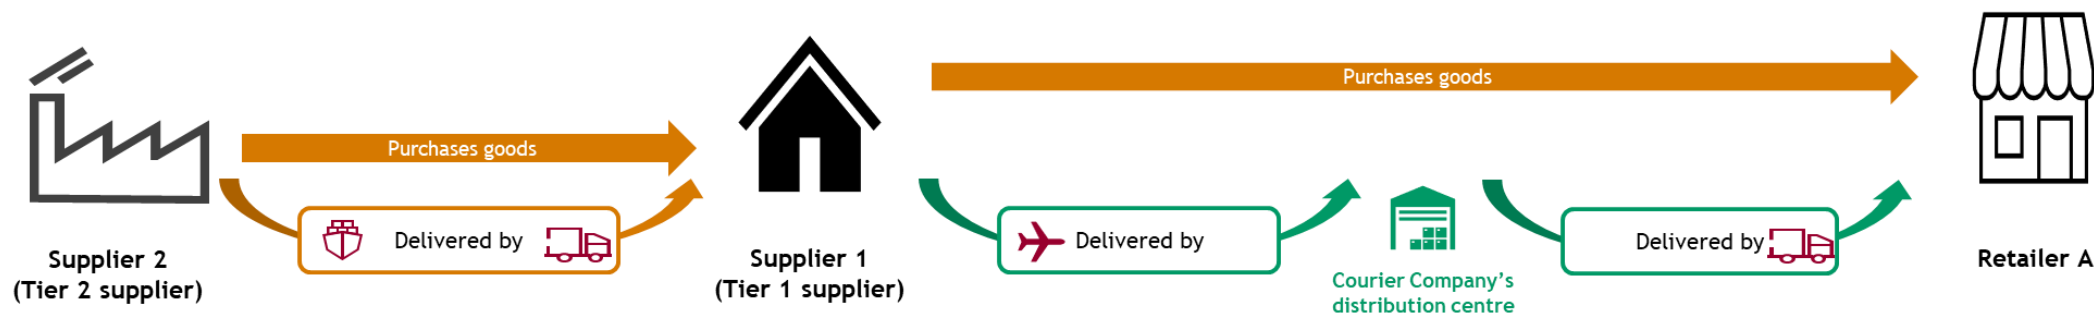 Purchases goods
Purchases goods
Delivered by
Delivered by
Delivered by
Supplier 2
(Tier 2 supplier)
Supplier 1
(Tier 1 supplier)
Courier Company’s
distribution centre
Retailer A